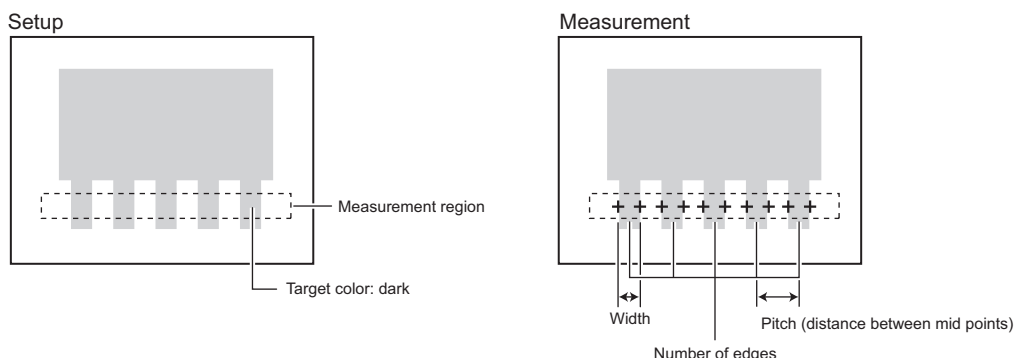 Setup
Measurement
Measurement region
Target color: dark
Width
Pitch (distance between mid points)
Number of edges